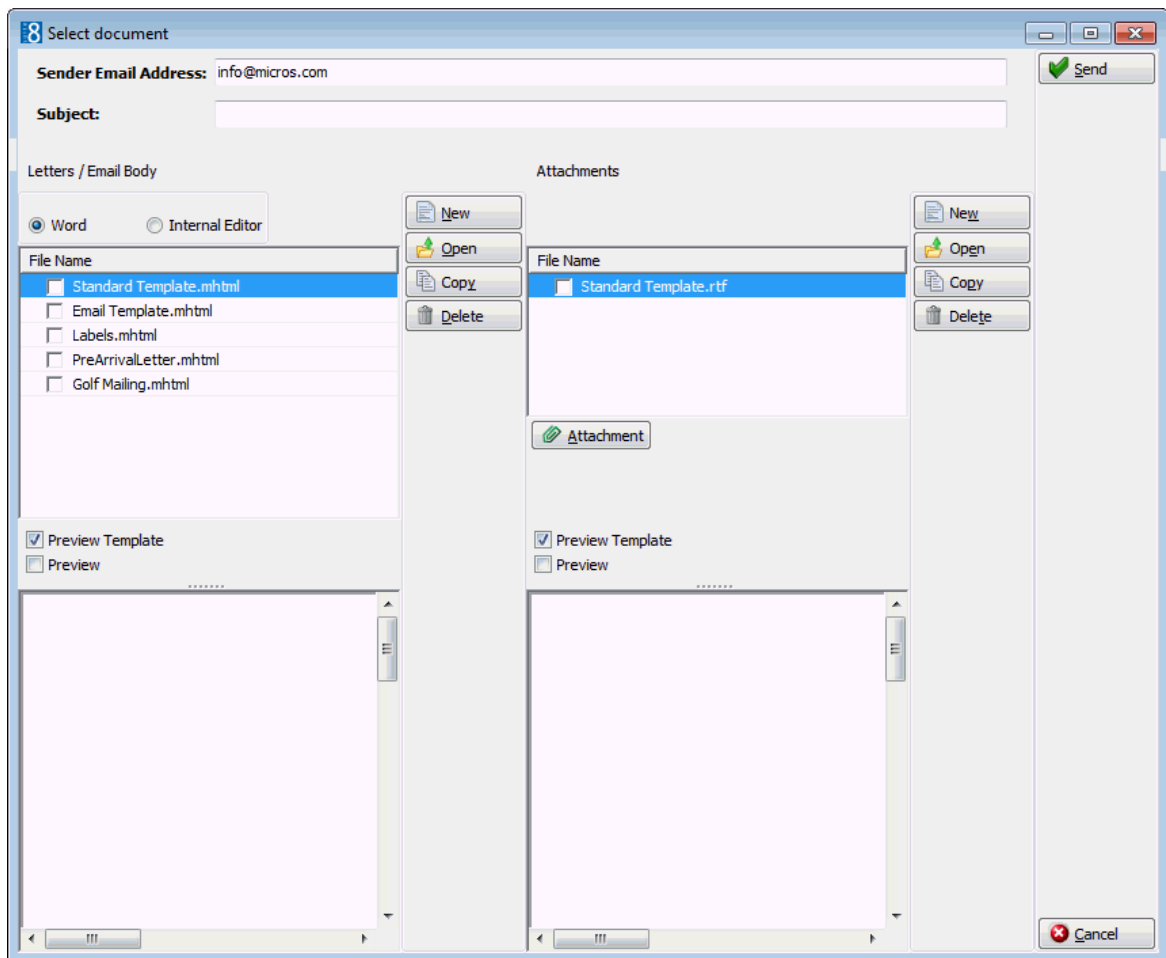 8 Select document
Sender Email Address: info@micros.com
Send
Subject:
Letters / Email Body
Attachments
Word Internal Editor
New
Open
Copy
Delete
File Name
Standard Template.mhtml
Email Template.mhtml
Labels.mhtml
PreArrivalLetter.mhtml
Golf Mailing.mhtml
New
Open
Copy
Delete
File Name
Standard Template.rtf
Attachment
Preview Template
Preview
Preview Template
Preview
Cancel